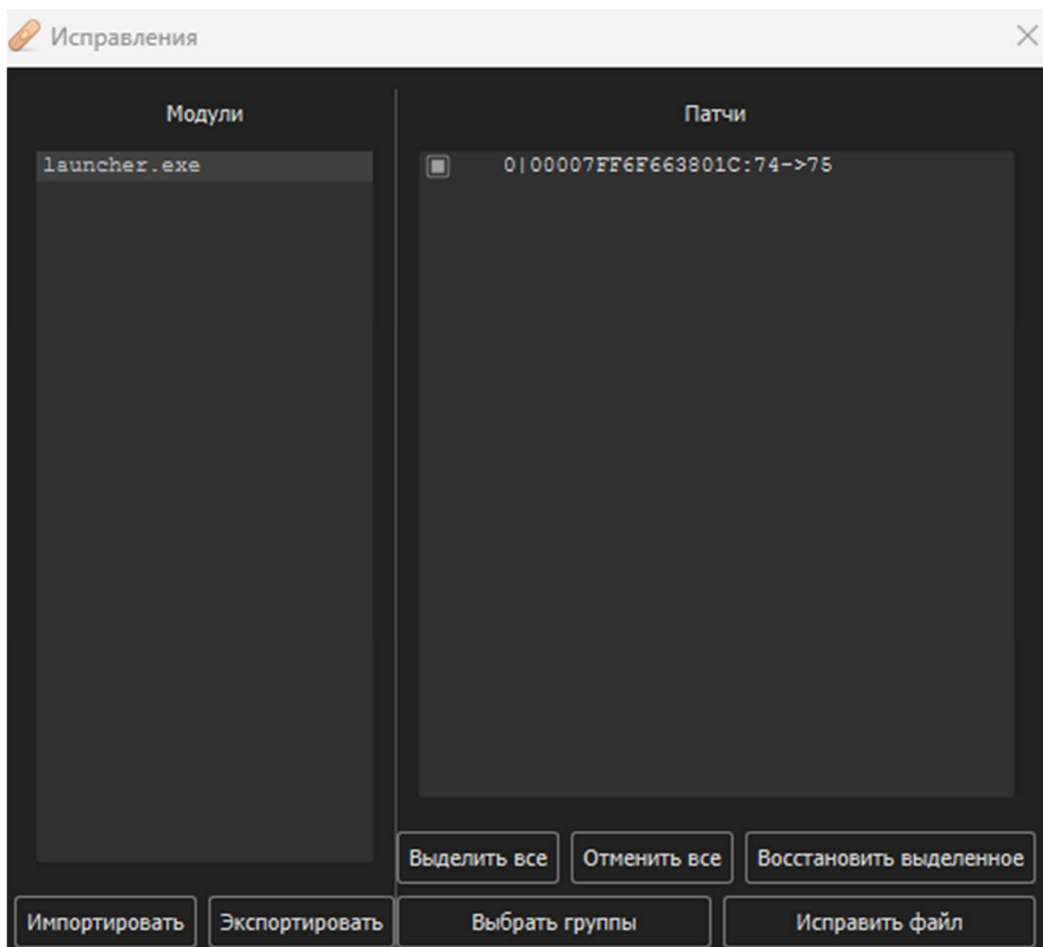 Исправления
Модули
Патчи
launcher.exe
0|00007FF6F663801C:74->75
Выделить все
Отменить все
Восстановить выделенное
Импортировать
Экспортировать
Выбрать группы
Исправить файл